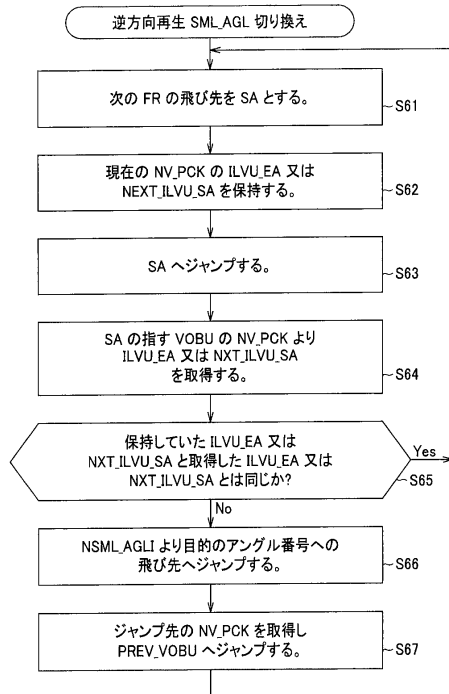 逆方向再生 SML_AGL 切り換え
次の FR の飛び先を SA とする。
S61
現在の NV_PCK の ILVU_EA 又は
NEXT_ILVU_SA を保持する。
S62
SA へジャンプする。
S63
SA の指す VOBU の NV_PCK より
ILVU_EA 又は NXT_ILVU_SA
を取得する。
S64
保持していた ILVU_EA 又は
NXT_ILVU_SA と取得した ILVU_EA 又は
NXT_ILVU_SA とは同じか?
Yes
S65
No
NSML_AGLI より目的のアングル番号への
飛び先へジャンプする。
S66
ジャンプ先の NV_PCK を取得し
PREV_VOBU へジャンプする。
S67